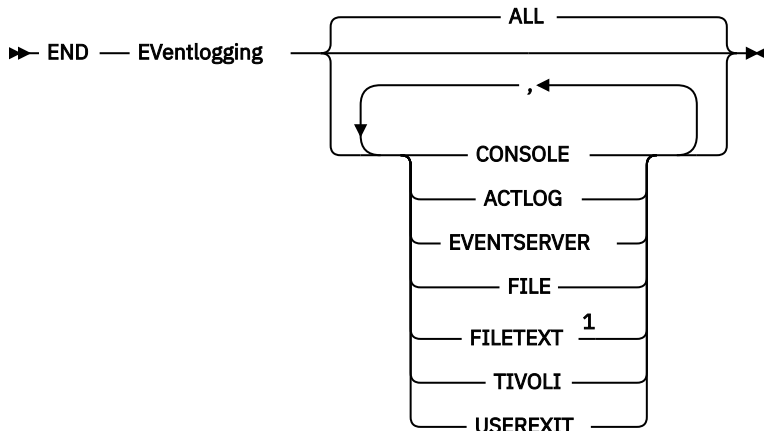 ALL
END EVentlogging
,
CONSOLE
ACTLOG
EVENTSERVER
FILE
FILETEXT 1
TIVOLI
USEREXIT